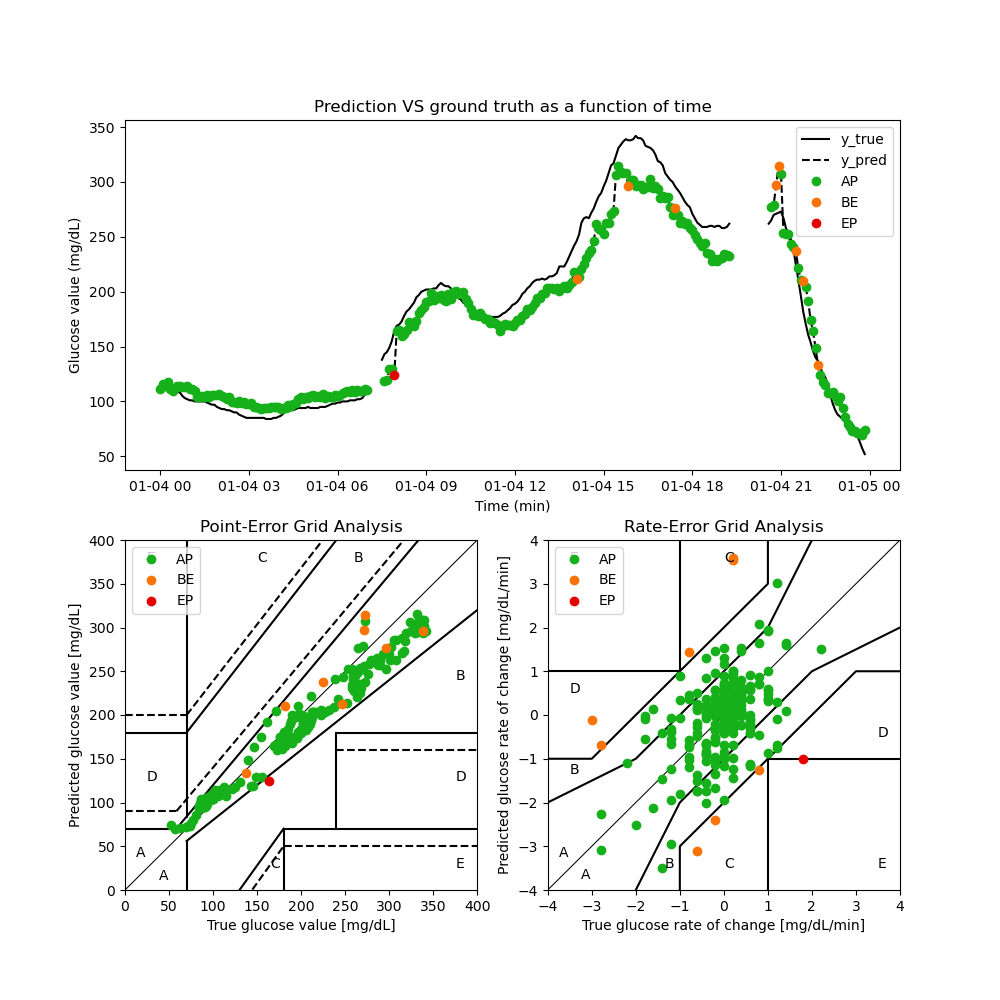 Prediction VS ground truth as a function of time
Glucose value (mg/dL)
350
300
250
200
150
100
50
y_true
y_pred
AP
BE
EP
01-04 00 01-04 03 01-04 06 01-04 09 01-04 12 01-04 15 01-04 18 01-04 21 01-05 00
Time (min)
Point-Error Grid Analysis
Predicted glucose value [mg/dL]
400
350
300
250
200
150
100
50
0
AP
BE
EP
C
B
B
D
D
A
A
C
E
0 50 100 150 200 250 300 350 400
True glucose value [mg/dL]
Rate-Error Grid Analysis
Predicted glucose rate of change [mg/dL/min]
4
3
2
1
0
−1
−2
−3
−4
AP
BE
EP
C
D
D
B
A
A
B
C
E
−4 −3 −2 −1 0 1 2 3 4
True glucose rate of change [mg/dL/min]